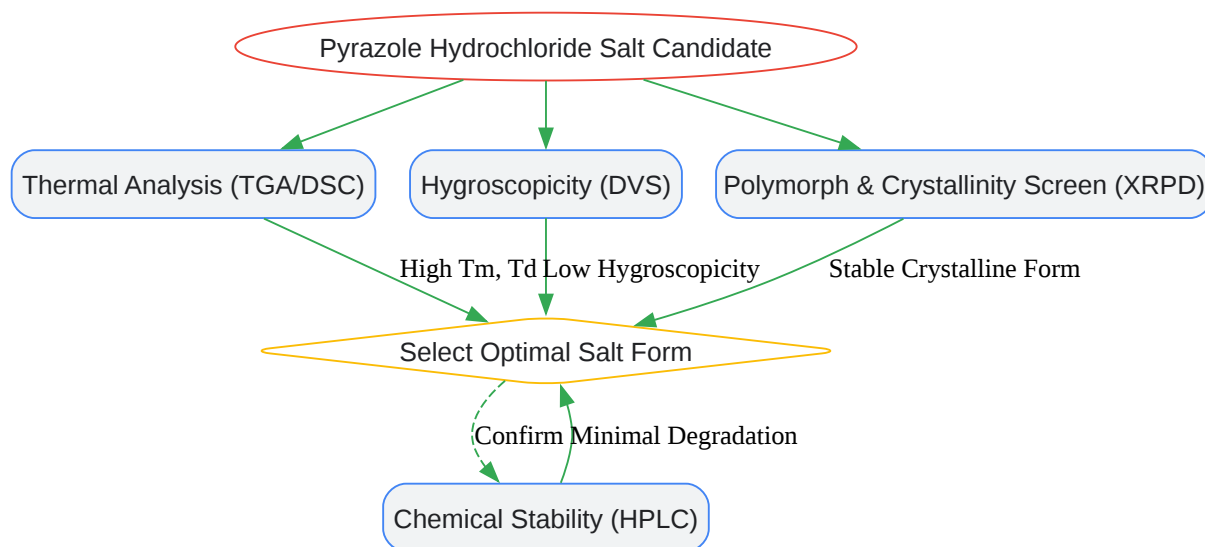 Pyrazole Hydrochloride Salt Candidate
Thermal Analysis (TGA/DSC)
Hygroscopicity (DVS)
Polymorph & Crystallinity Screen (XRPD)
High Tm, Td
Low Hygroscopicity
Stable Crystalline Form
Select Optimal Salt Form
Confirm
Minimal Degradation
Chemical Stability (HPLC)